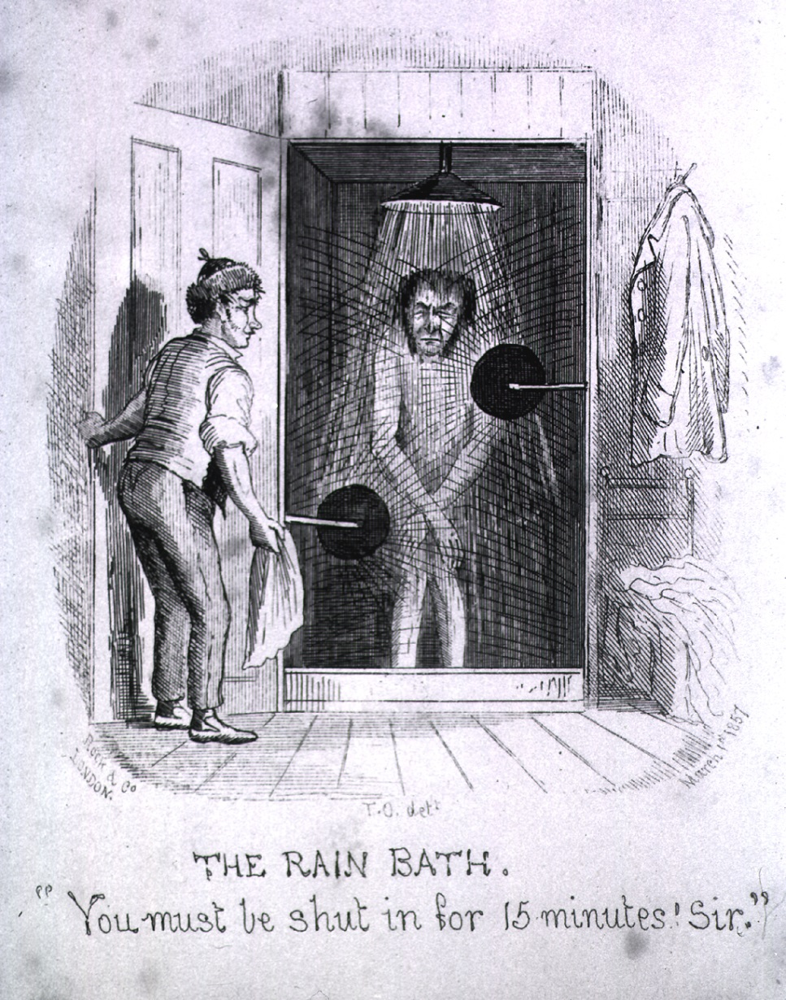 ROCK & Co
LONDON.
March 1st 1857
T.O. delt
THE RAIN BATH.
"You must be shut in for 15 minutes! Sir."